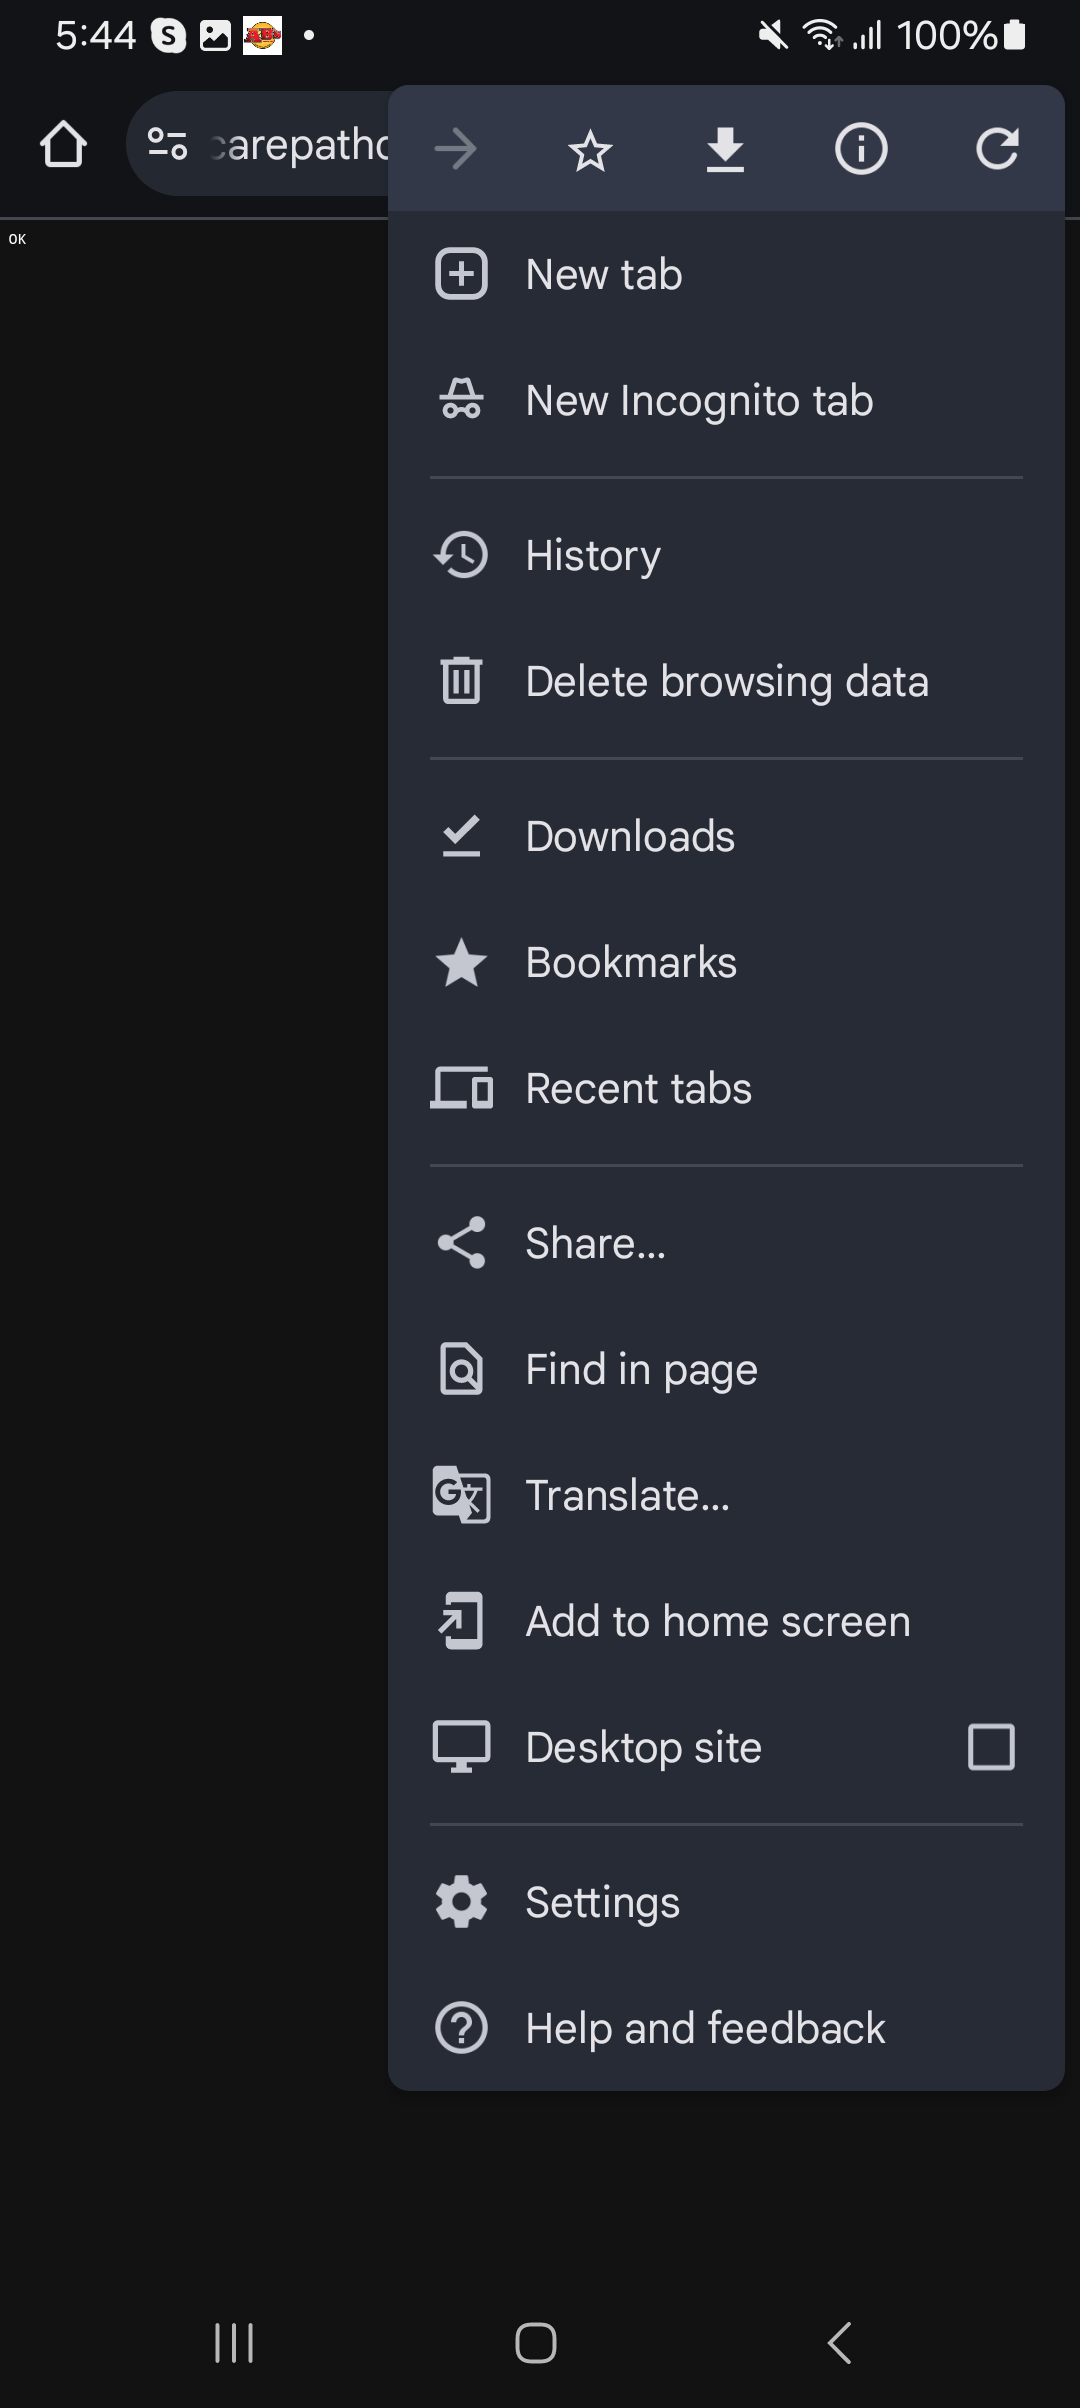 5:44
100%
carepath
OK
New tab
New Incognito tab
History
Delete browsing data
Downloads
Bookmarks
Recent tabs
Share...
Find in page
Translate...
Add to home screen
Desktop site
Settings
Help and feedback